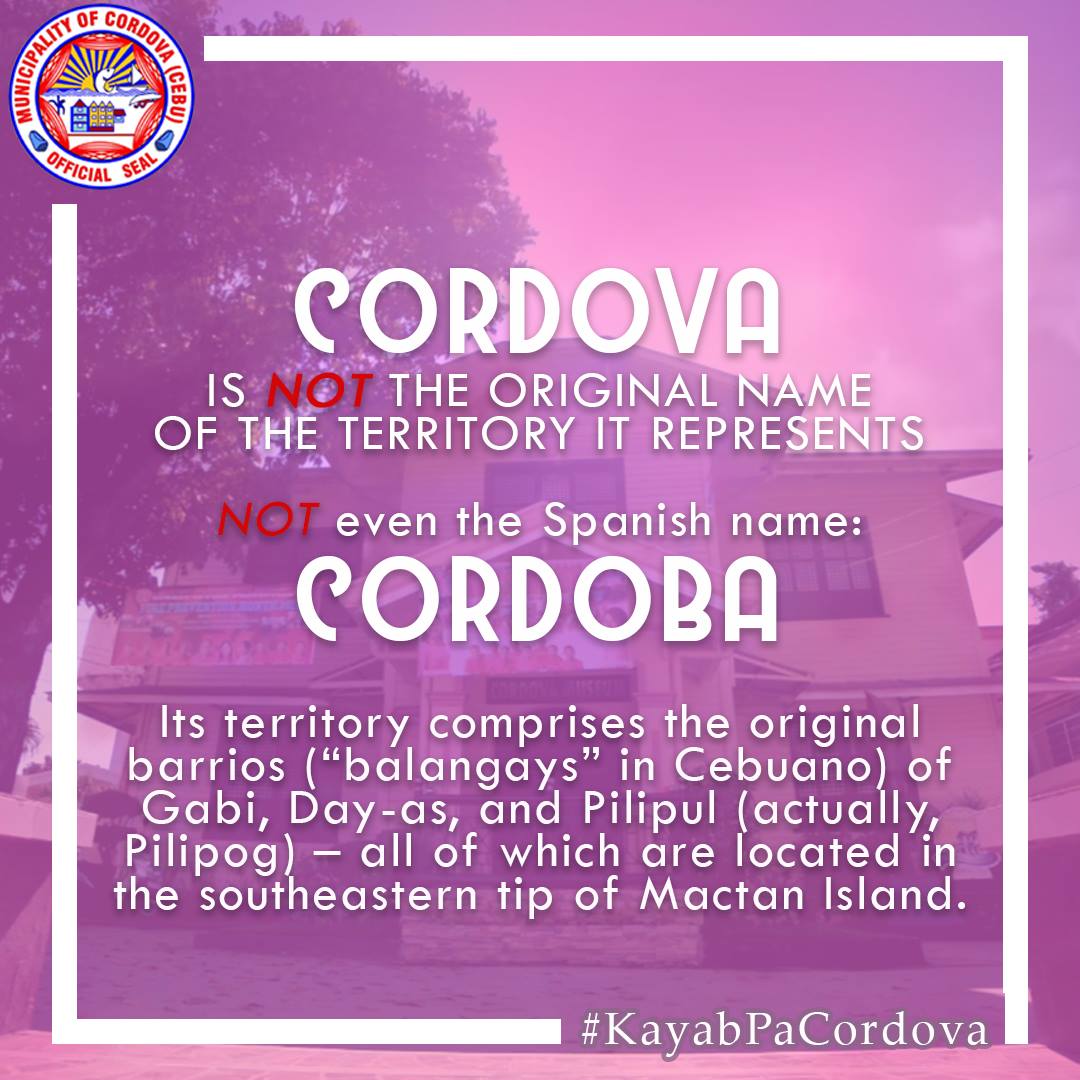 MUNICIPALITY OF CORDOVA (CEBU)
OFFICIAL SEAL
CORDOVA
IS NOT THE ORIGINAL NAME
OF THE TERRITORY IT REPRESENTS
NOT even the Spanish name:
CORDOBA
CORDOVA MUSEUM
Its territory comprises the original
barrios (“balangays” in Cebuano) of
Gabi, Day-as, and Pilipul (actually,
Pilipog) – all of which are located in
the southeastern tip of Mactan Island.
#KayabPaCordova